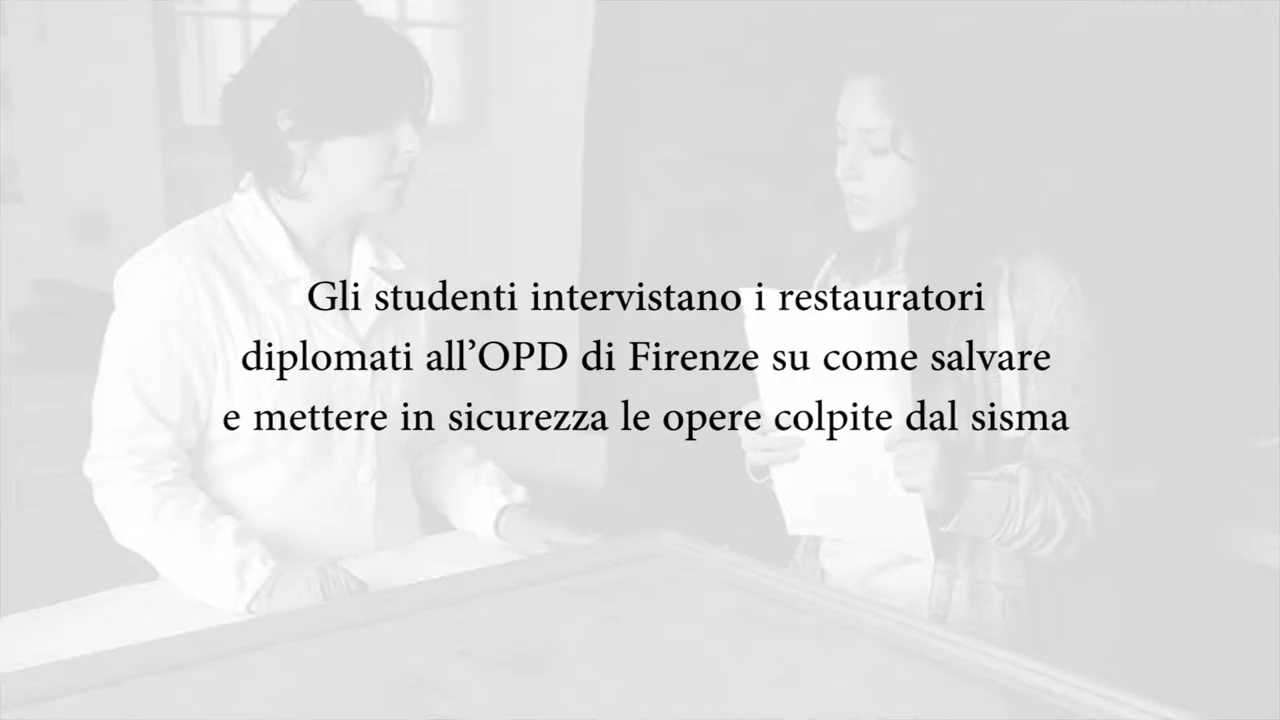 Gli studenti intervistano i restauratori
diplomati all’OPD di Firenze su come salvare
e mettere in sicurezza le opere colpite dal sisma